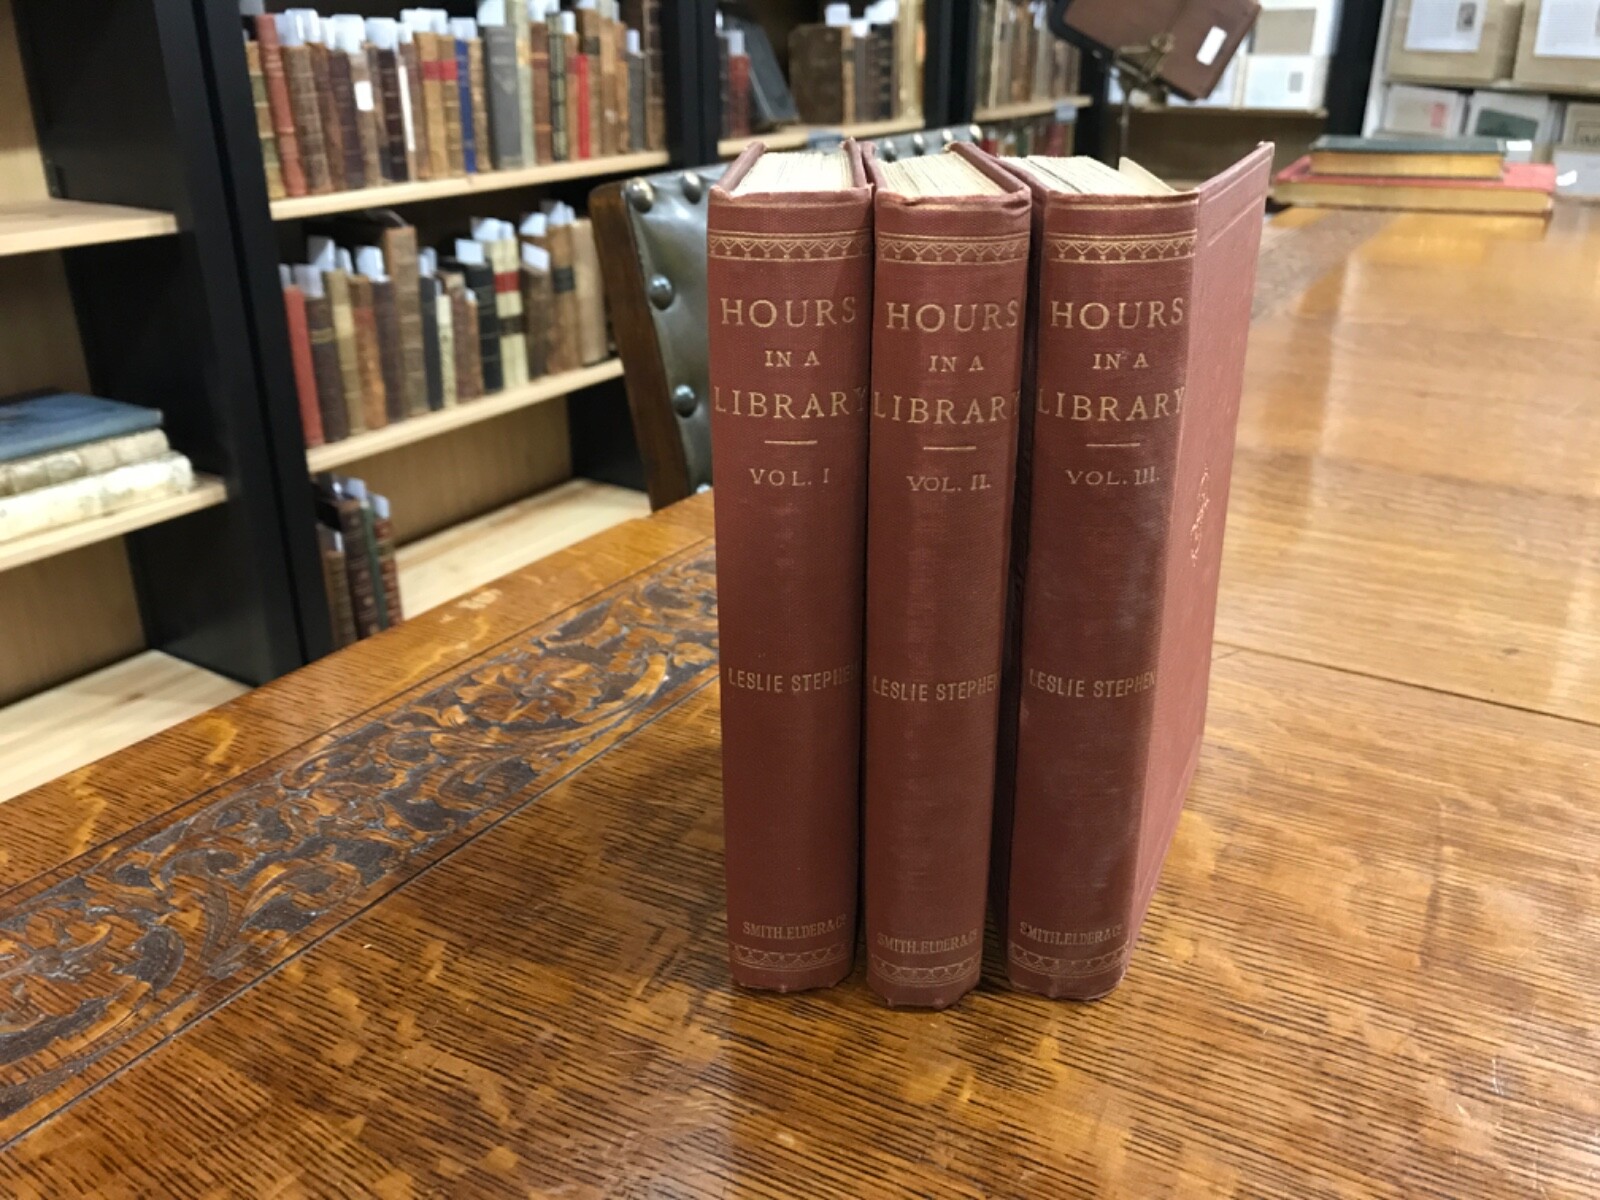 HOURS
IN A
LIBRARY
VOL. I
LESLIE STEPHEN
SMITH, ELDER & Co
HOURS
IN A
LIBRARY
VOL. II.
LESLIE STEPHEN
SMITH, ELDER & Co
HOURS
IN A
LIBRARY
VOL. III.
LESLIE STEPHEN
SMITH, ELDER & Co